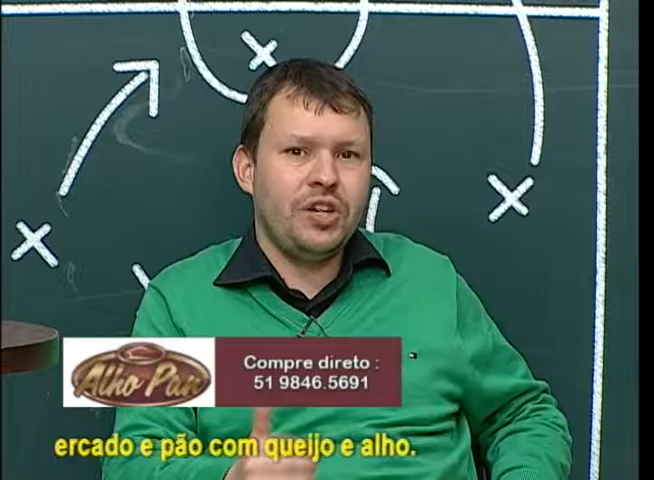 Alho Pan
Compre direto :
51 9846.5691
ercado e pão com queijo e alho.